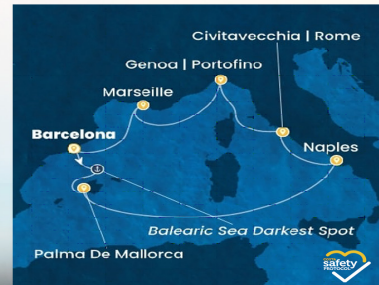 Civitavecchia | Rome
Genoa | Portofino
Marseille
Barcelona
Naples
Balearic Sea Darkest Spot
Palma De Mallorca
safety
PROTOCOL